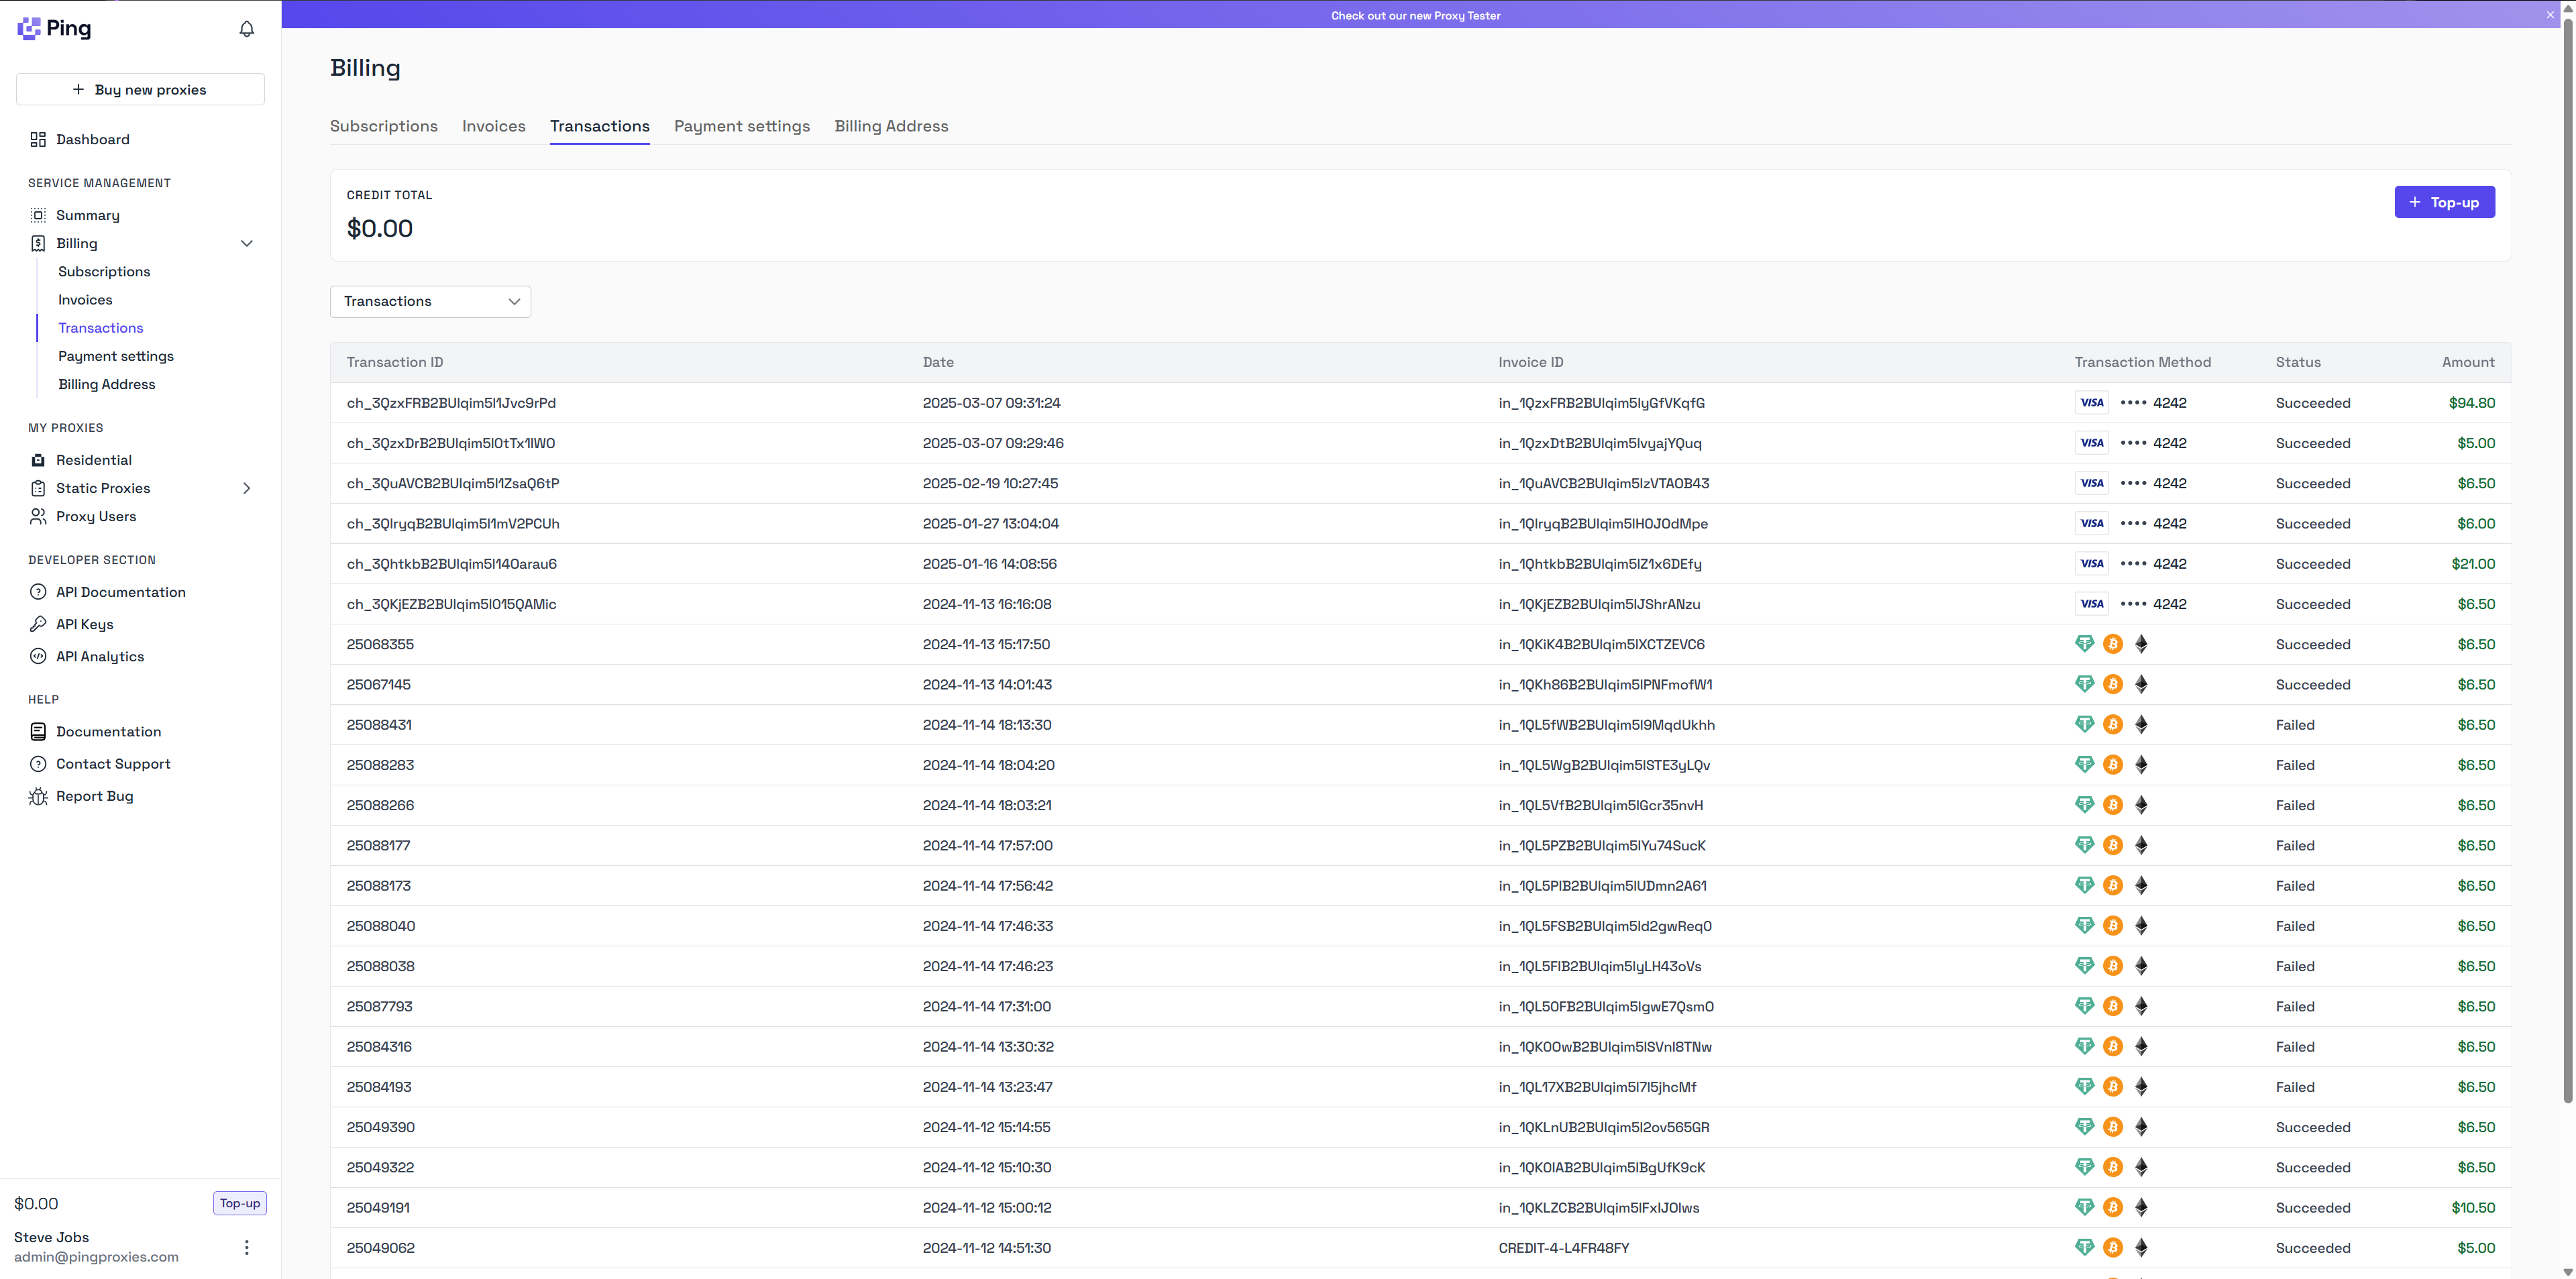 Check out our new Proxy Tester
Ping
Buy new proxies
Dashboard
SERVICE MANAGEMENT
Summary
Billing
Subscriptions
Invoices
Transactions
Payment settings
Billing Address
MY PROXIES
Residential
Static Proxies
Proxy Users
DEVELOPER SECTION
API Documentation
API Keys
API Analytics
HELP
Documentation
Contact Support
Report Bug
$0.00 Top-up
Steve Jobs
admin@pingproxies.com
Billing
Subscriptions Invoices Transactions Payment settings Billing Address
CREDIT TOTAL
$0.00
+ Top-up
Transactions
Transaction ID Date Invoice ID Transaction Method Status Amount
ch_3QzxFRB2BUlqim5l1Jvc9rPd 2025-03-07 09:31:24 in_1QzxFRB2BUlqim5lyGfVKqfG VISA •••• 4242 Succeeded $94.80
ch_3QzxDrB2BUlqim5l0tTx1lW0 2025-03-07 09:29:46 in_1QzxDtB2BUlqim5lvyajYQuq VISA •••• 4242 Succeeded $5.00
ch_3QuAVCB2BUlqim5l1ZsaQ6tP 2025-02-19 10:27:45 in_1QuAVCB2BUlqim5lzVTAOB43 VISA •••• 4242 Succeeded $6.50
ch_3QlryqB2BUlqim5l1mV2PCUh 2025-01-27 13:04:04 in_1QlryqB2BUlqim5lH0J0dMpe VISA •••• 4242 Succeeded $6.00
ch_3QhtkbB2BUlqim5l140arau6 2025-01-16 14:08:56 in_1QhtkbB2BUlqim5lZ1x6DEfy VISA •••• 4242 Succeeded $21.00
ch_3QKjEZB2BUlqim5l015QAMic 2024-11-13 16:16:08 in_1QKjEZB2BUlqim5lJShrANzu VISA •••• 4242 Succeeded $6.50
25068355 2024-11-13 15:17:50 in_1QKiK4B2BUlqim5lXCTZEVC6 Succeeded $6.50
25067145 2024-11-13 14:01:43 in_1QKh86B2BUlqim5lPNFmofW1 Succeeded $6.50
25088431 2024-11-14 18:13:30 in_1QL5fWB2BUlqim5l9MqdUkhh Failed $6.50
25088283 2024-11-14 18:04:20 in_1QL5WgB2BUlqim5lSTE3yLQv Failed $6.50
25088266 2024-11-14 18:03:21 in_1QL5VfB2BUlqim5lGcr35nvH Failed $6.50
25088177 2024-11-14 17:57:00 in_1QL5PZB2BUlqim5lYu74SucK Failed $6.50
25088173 2024-11-14 17:56:42 in_1QL5PIB2BUlqim5lUDmn2A61 Failed $6.50
25088040 2024-11-14 17:46:33 in_1QL5FSB2BUlqim5ld2gwReq0 Failed $6.50
25088038 2024-11-14 17:46:23 in_1QL5FIB2BUlqim5lyLH43oVs Failed $6.50
25087793 2024-11-14 17:31:00 in_1QL50FB2BUlqim5lgwE7Qsm0 Failed $6.50
25084316 2024-11-14 13:30:32 in_1QK00wB2BUlqim5lSVnl8TNw Failed $6.50
25084193 2024-11-14 13:23:47 in_1QL17XB2BUlqim5l7l5jhcMf Failed $6.50
25049390 2024-11-12 15:14:55 in_1QKLnUB2BUlqim5l2ov565GR Succeeded $6.50
25049322 2024-11-12 15:10:30 in_1QK0IAB2BUlqim5lBgUfK9cK Succeeded $6.50
25049191 2024-11-12 15:00:12 in_1QKLZCB2BUlqim5lFxlJ0lws Succeeded $10.50
25049062 2024-11-12 14:51:30 CREDIT-4-L4FR48FY Succeeded $5.00